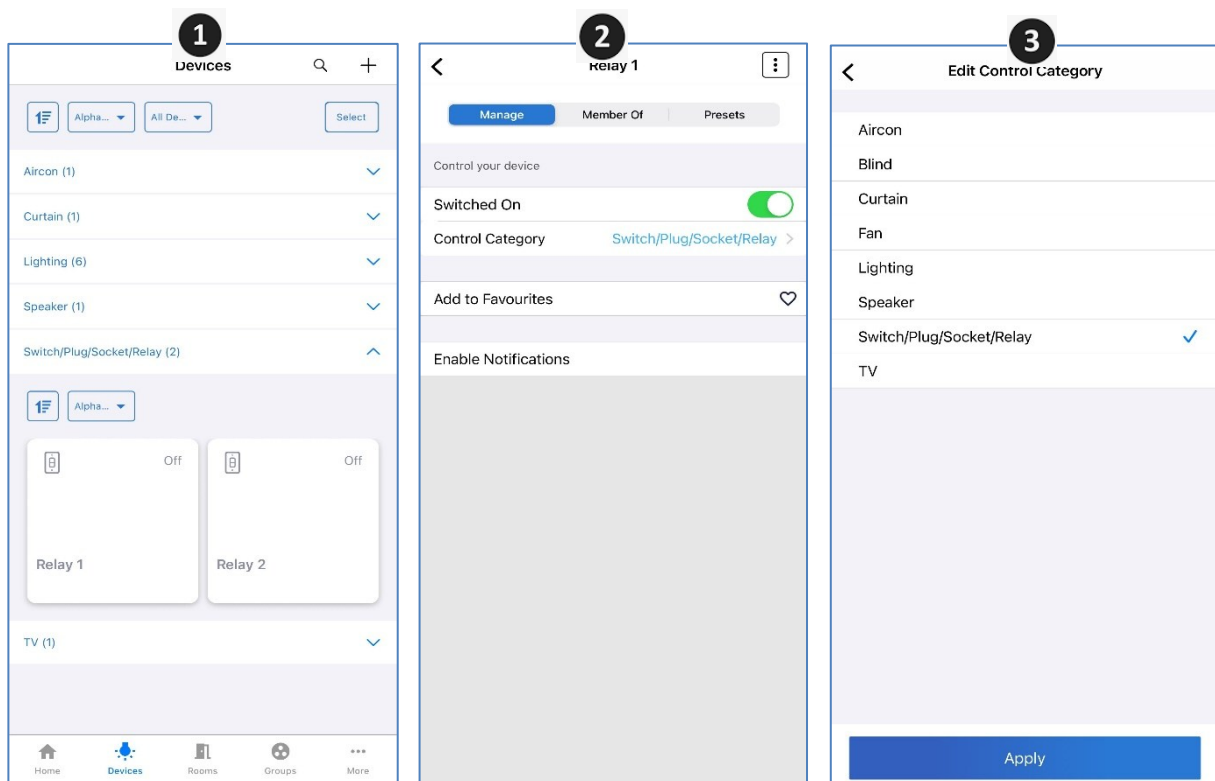 1
Devices
Alpha... All De... Select
Aircon (1)
Curtain (1)
Lighting (6)
Speaker (1)
Switch/Plug/Socket/Relay (2)
Alpha...
Off Off
Relay 1 Relay 2
TV (1)
Home Devices Rooms Groups More
2
Relay 1
Manage Member Of Presets
Control your device
Switched On
Control Category Switch/Plug/Socket/Relay
Add to Favourites
Enable Notifications
3
Edit Control Category
Aircon
Blind
Curtain
Fan
Lighting
Speaker
Switch/Plug/Socket/Relay
TV
Apply